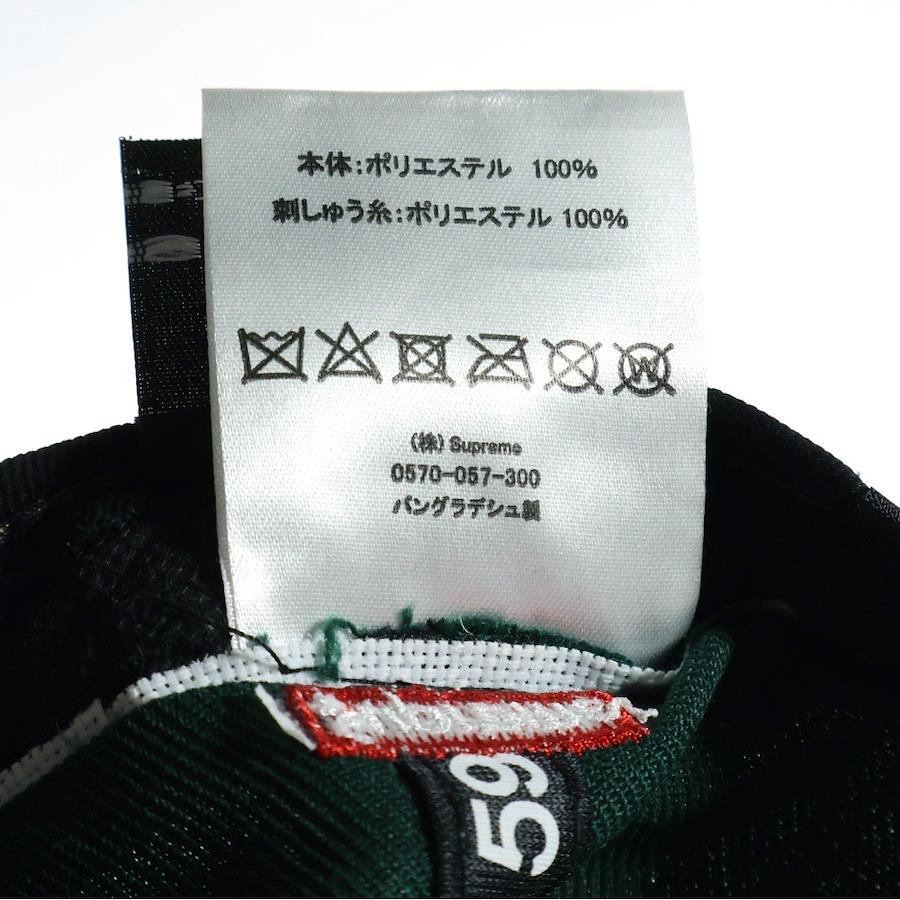 本体:ポリエステル 100%
刺しゅう糸:ポリエステル 100%
W
(株) Supreme
0570-057-300
バングラデシュ製
59